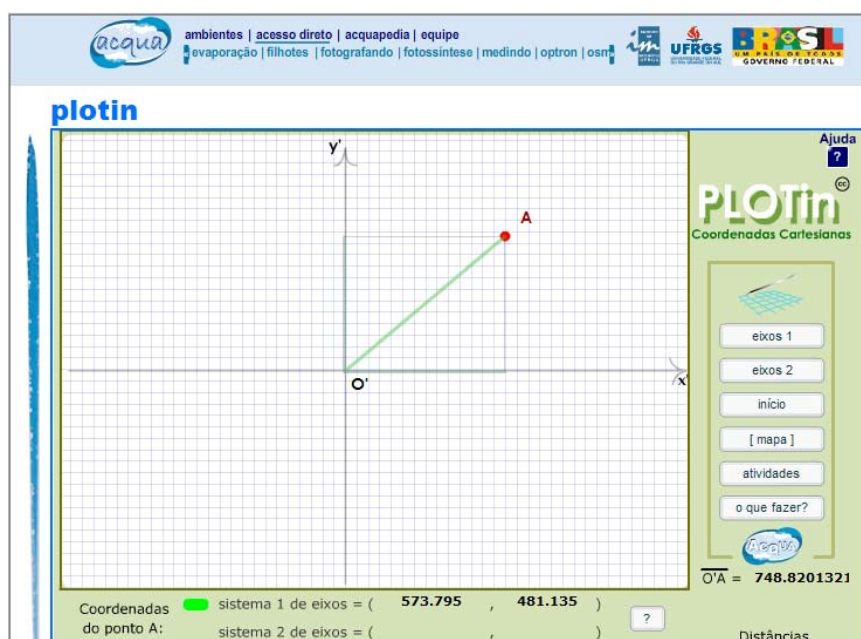 acqua
ambientes | acesso direto | acquapedia | equipe
evaporação | filhotes | fotografando | fotossíntese | medindo | optron | osm
UFRGS
BRASIL
UM PAÍS DE TODOS
GOVERNO FEDERAL
plotin
Ajuda
?
y'
A
O'
x'
PLOTin
cc
Coordenadas Cartesianas
eixos 1
eixos 2
início
[ mapa ]
atividades
o que fazer?
Acqua
O'A = 748.8201321
Coordenadas
do ponto A:
sistema 1 de eixos = ( 573.795 , 481.135 )
sistema 2 de eixos = ( , )
?
Distâncias